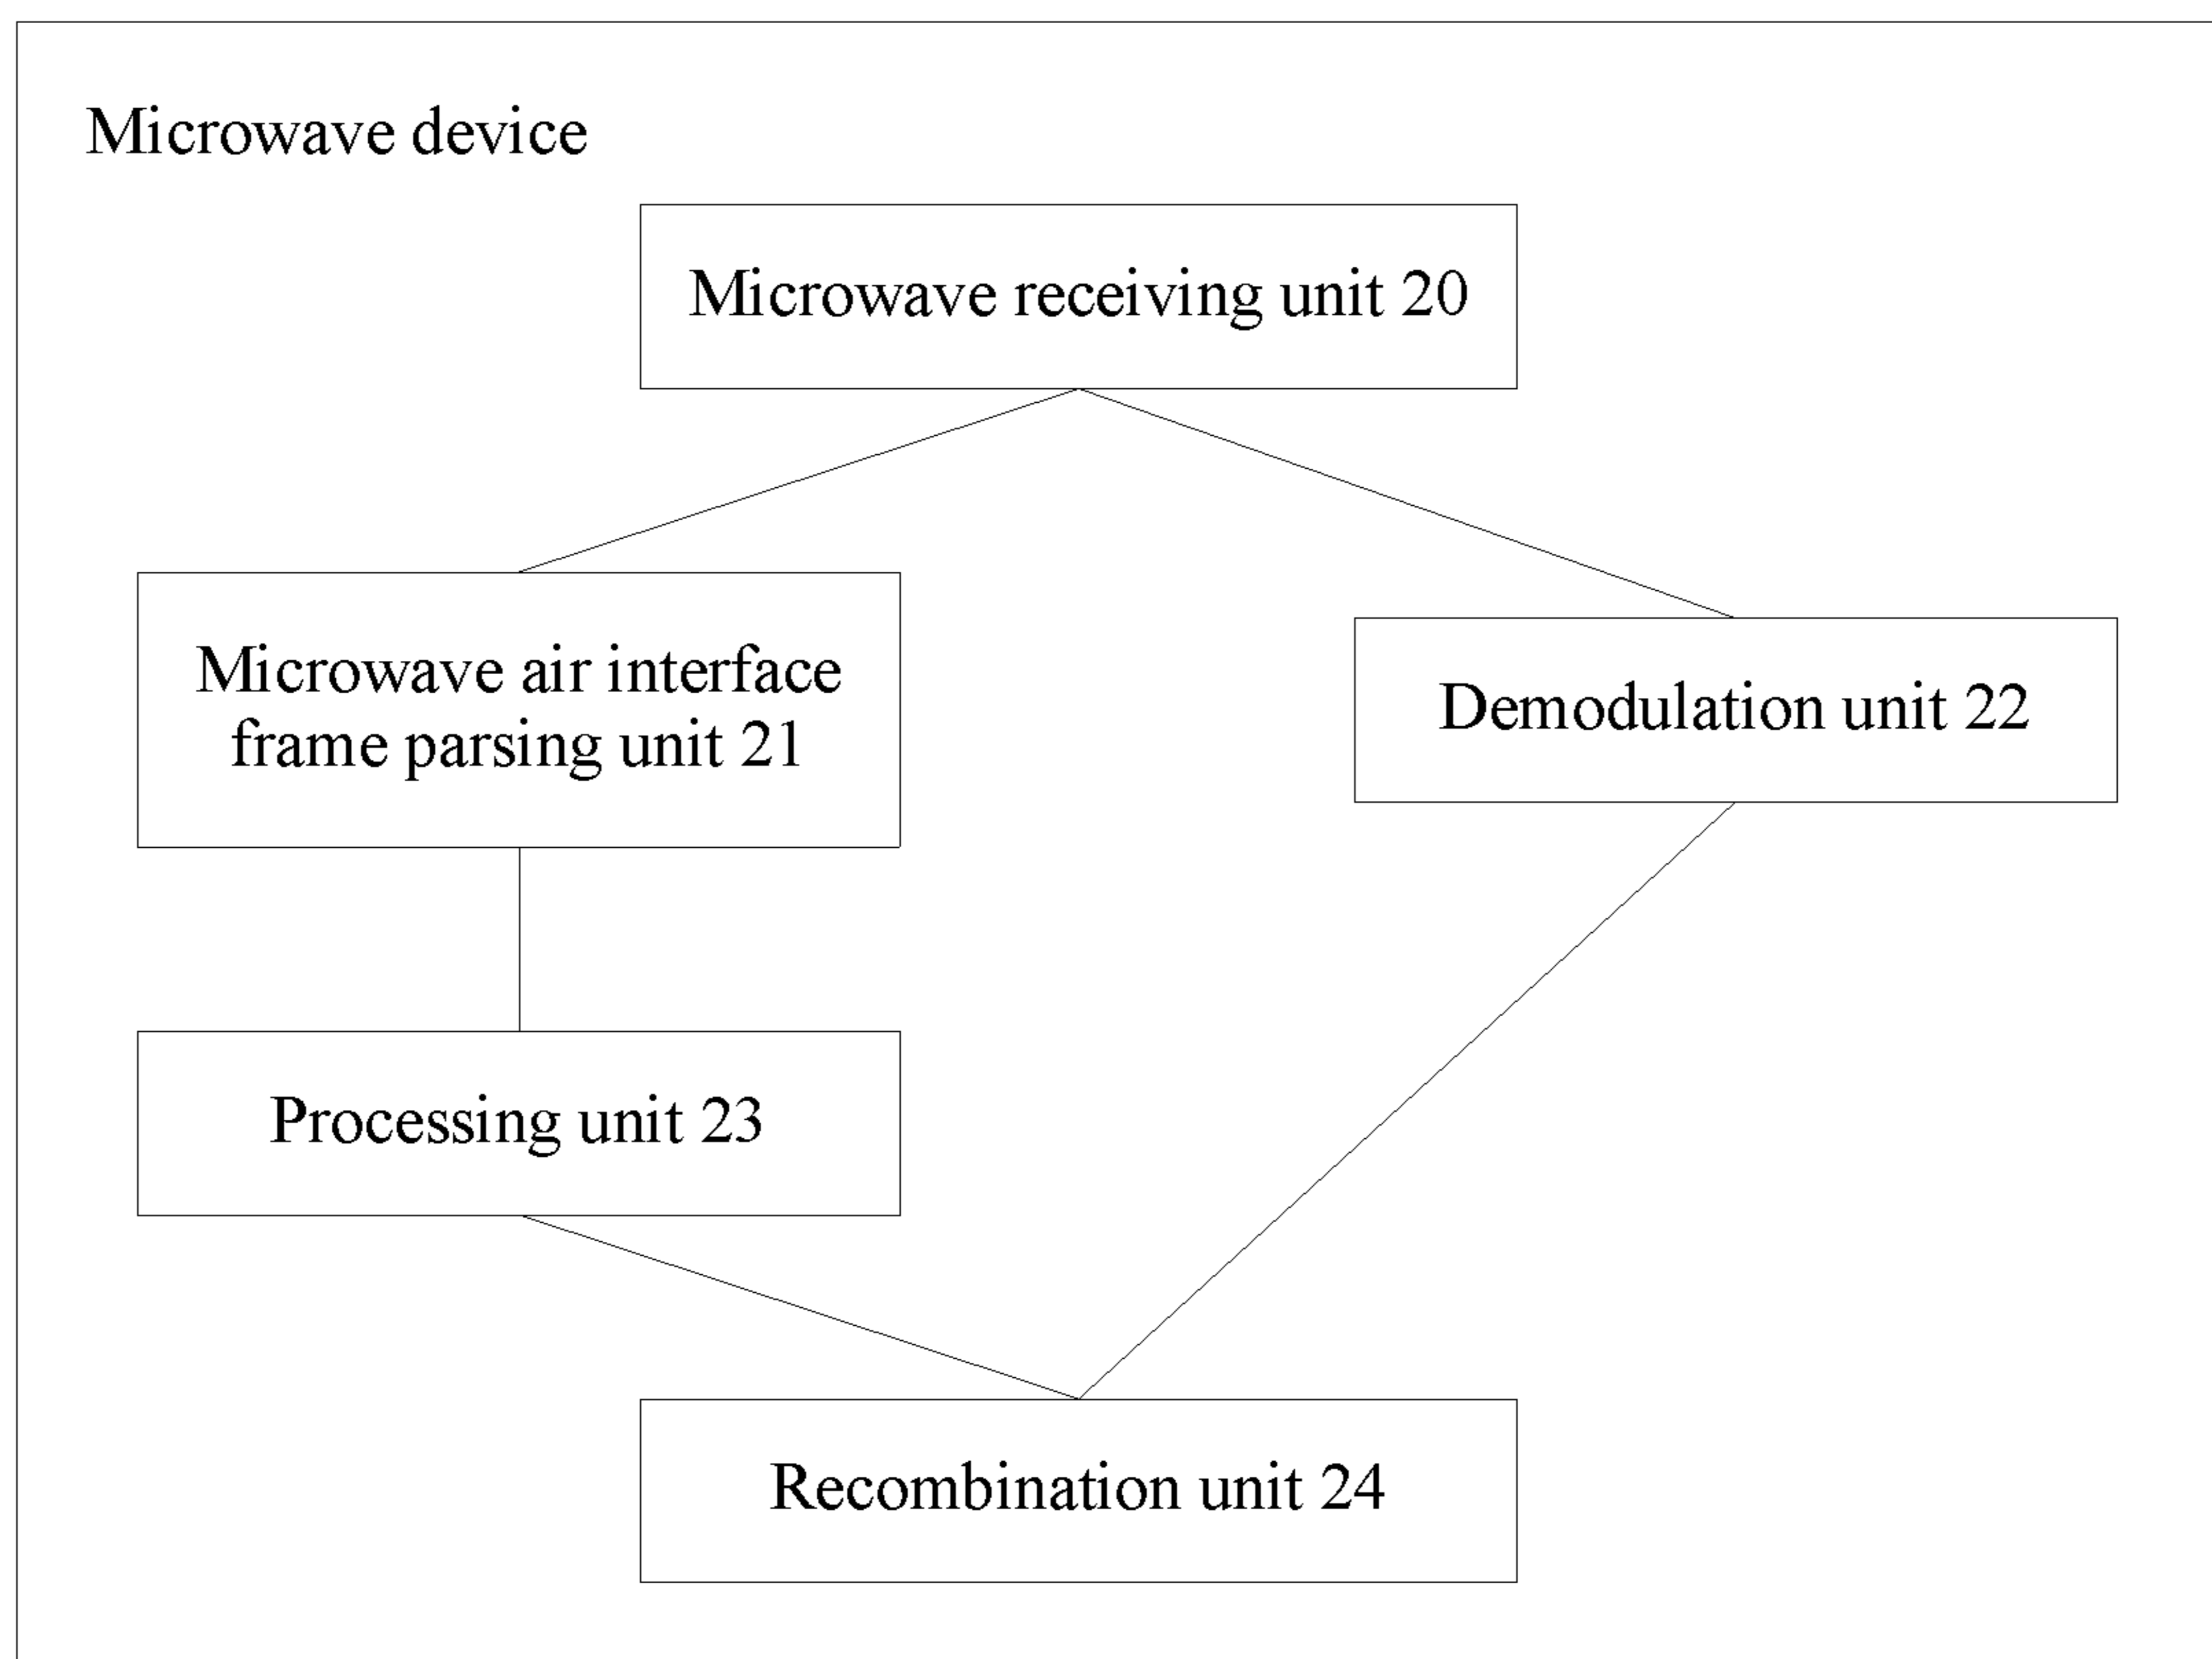 Microwave device
Microwave receiving unit 20
Microwave air interface
frame parsing unit 21
Demodulation unit 22
Processing unit 23
Recombination unit 24